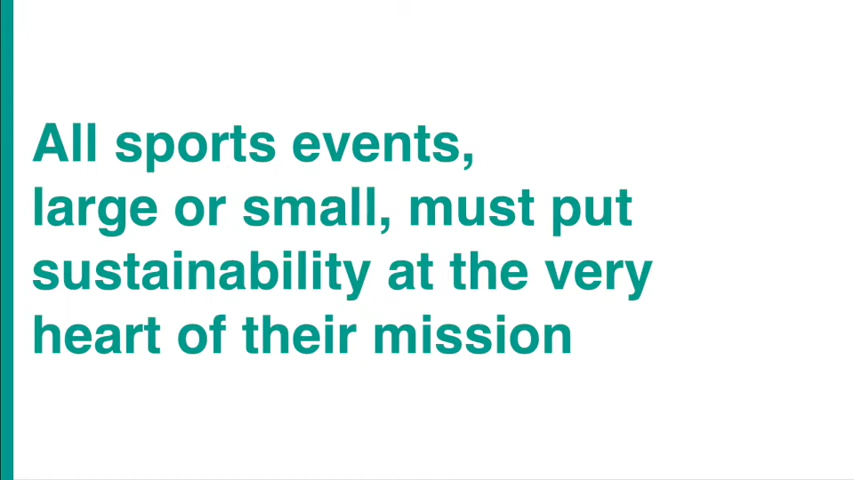 All sports events,
large or small, must put
sustainability at the very
heart of their mission